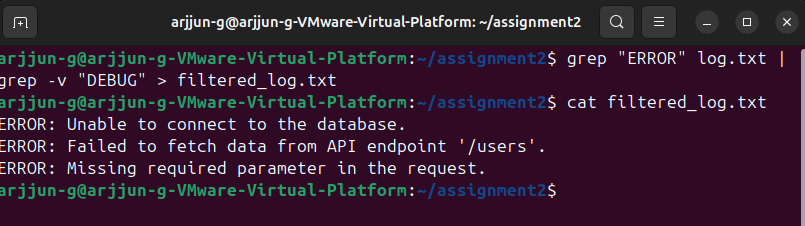 arjjun-g@arjjun-g-VMware-Virtual-Platform: ~/assignment2
arjjun-g@arjjun-g-VMware-Virtual-Platform:~/assignment2$ grep "ERROR" log.txt |
grep -v "DEBUG" > filtered_log.txt
arjjun-g@arjjun-g-VMware-Virtual-Platform:~/assignment2$ cat filtered_log.txt
ERROR: Unable to connect to the database.
ERROR: Failed to fetch data from API endpoint '/users'.
ERROR: Missing required parameter in the request.
arjjun-g@arjjun-g-VMware-Virtual-Platform:~/assignment2$